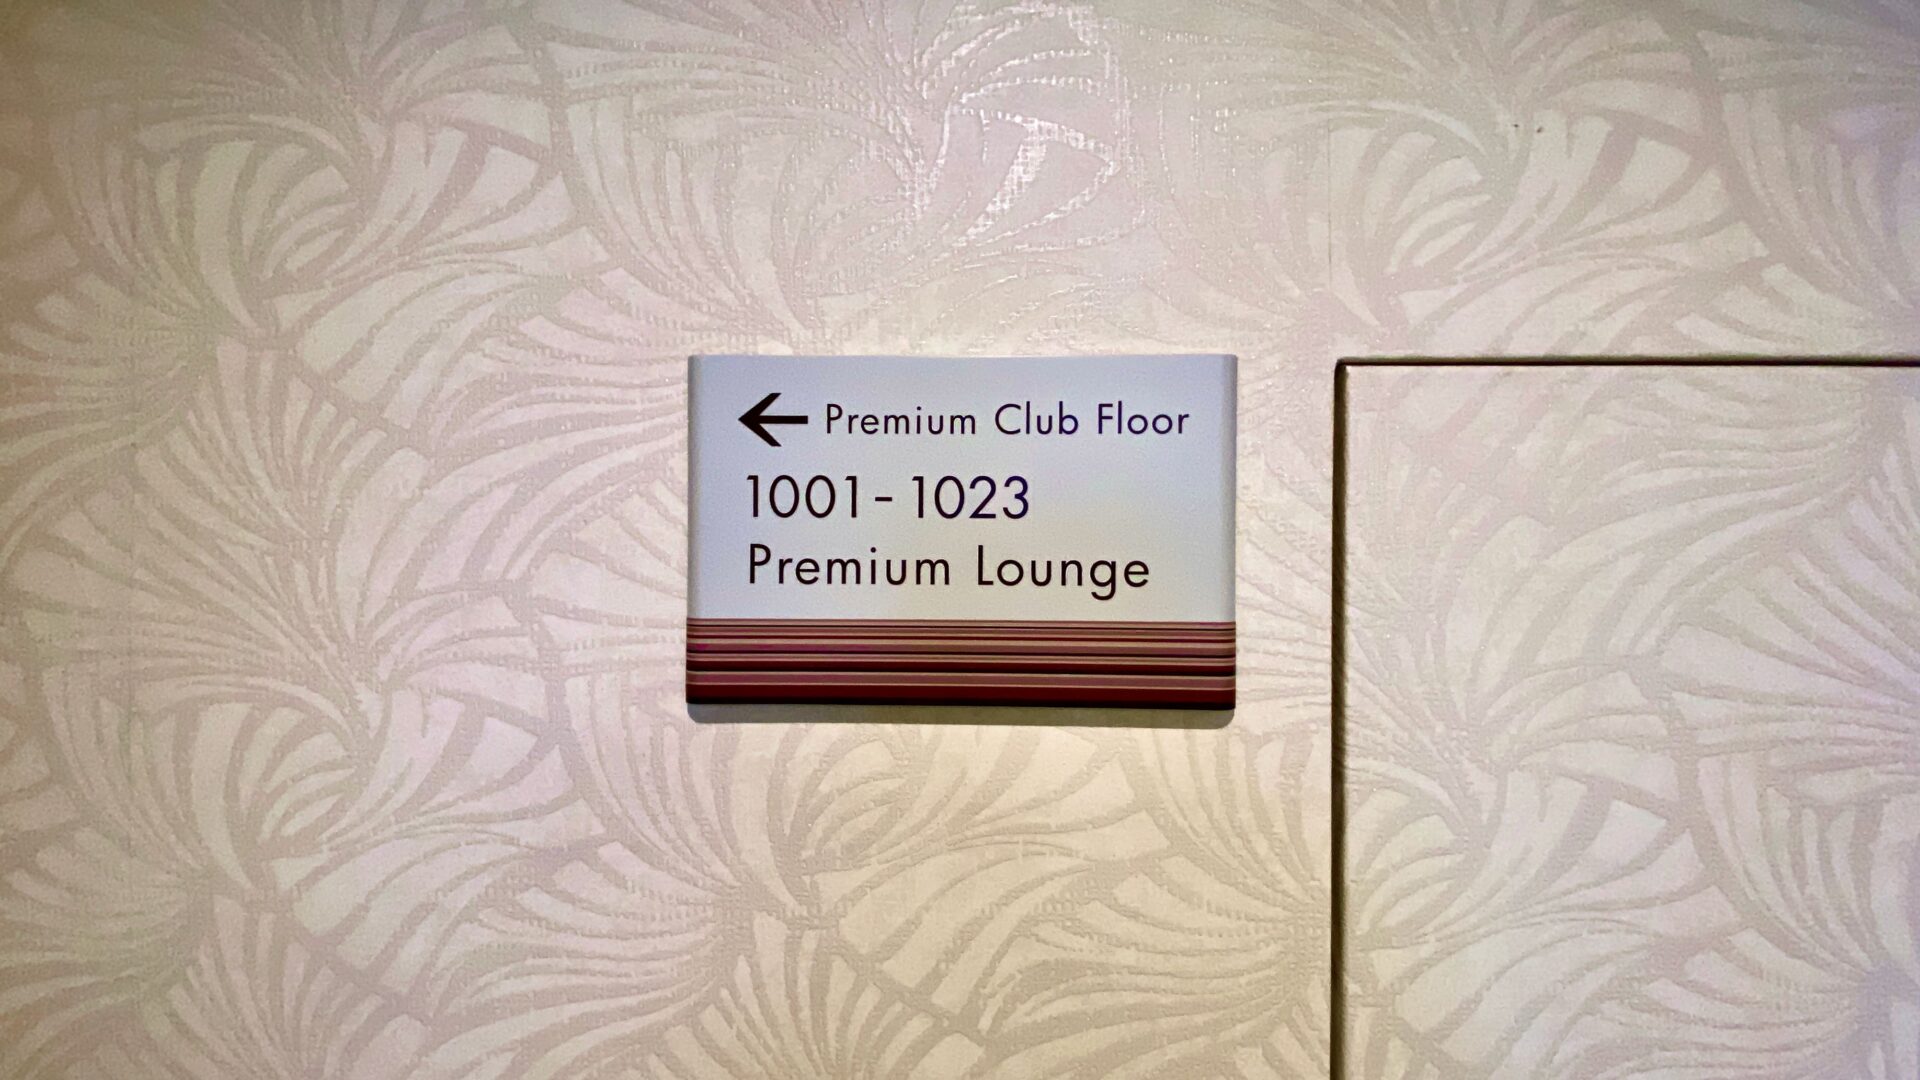 ← Premium Club Floor
1001-1023
Premium Lounge